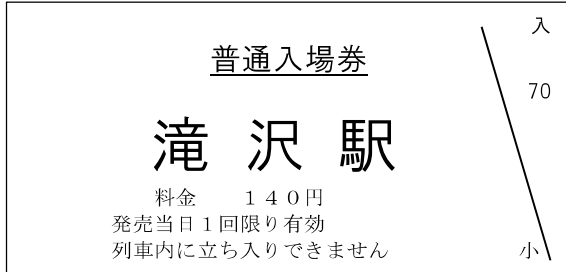 普通入場券
滝沢駅
料金　　１４０円
発売当日１回限り有効
列車内に立ち入りできません
入
70
小